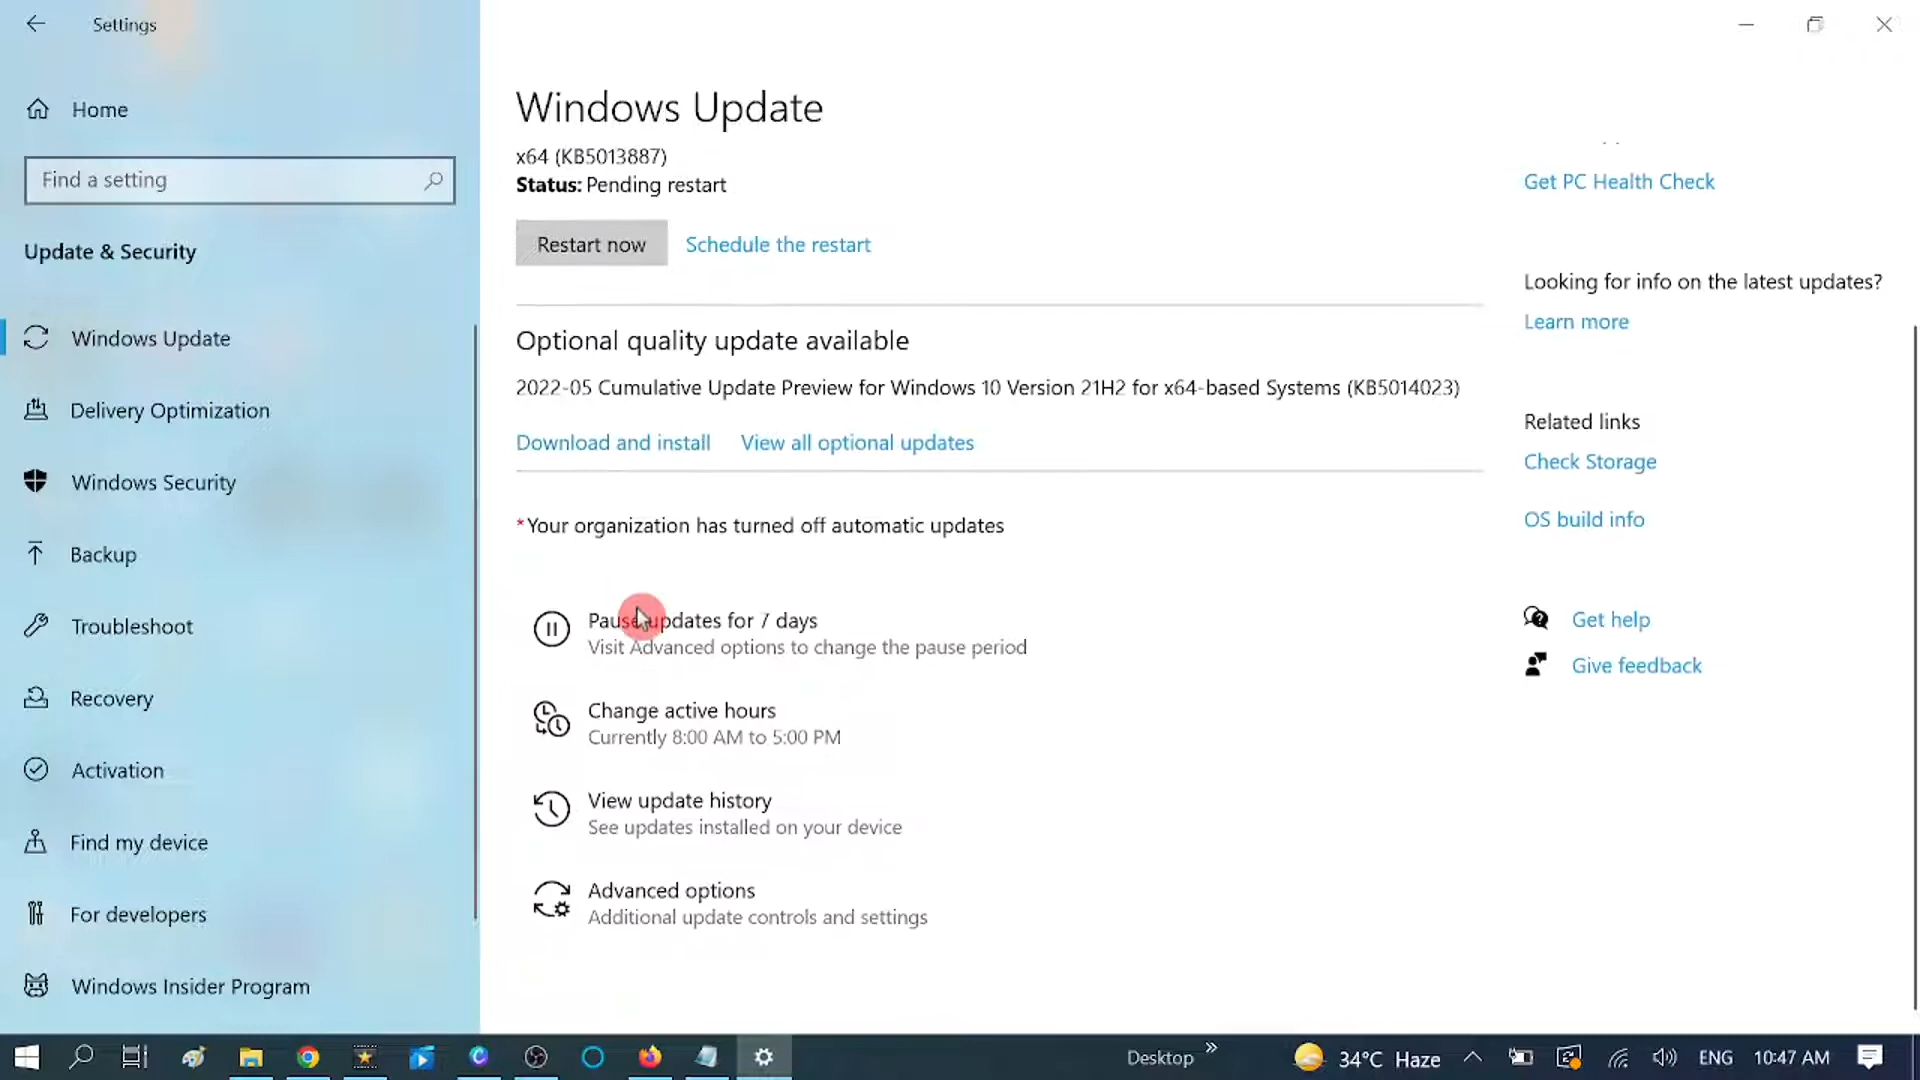 Settings
Home
Find a setting
Update & Security
Windows Update
Delivery Optimization
Windows Security
Backup
Troubleshoot
Recovery
Activation
Find my device
For developers
Windows Insider Program
Windows Update
x64 (KB5013887)
Status: Pending restart
Restart now
Schedule the restart
Optional quality update available
2022-05 Cumulative Update Preview for Windows 10 Version 21H2 for x64-based Systems (KB5014023)
Download and install
View all optional updates
*Your organization has turned off automatic updates
Pause updates for 7 days
Visit Advanced options to change the pause period
Change active hours
Currently 8:00 AM to 5:00 PM
View update history
See updates installed on your device
Advanced options
Additional update controls and settings
Get PC Health Check
Looking for info on the latest updates?
Learn more
Related links
Check Storage
OS build info
Get help
Give feedback
Desktop
34°C Haze
ENG
10:47 AM